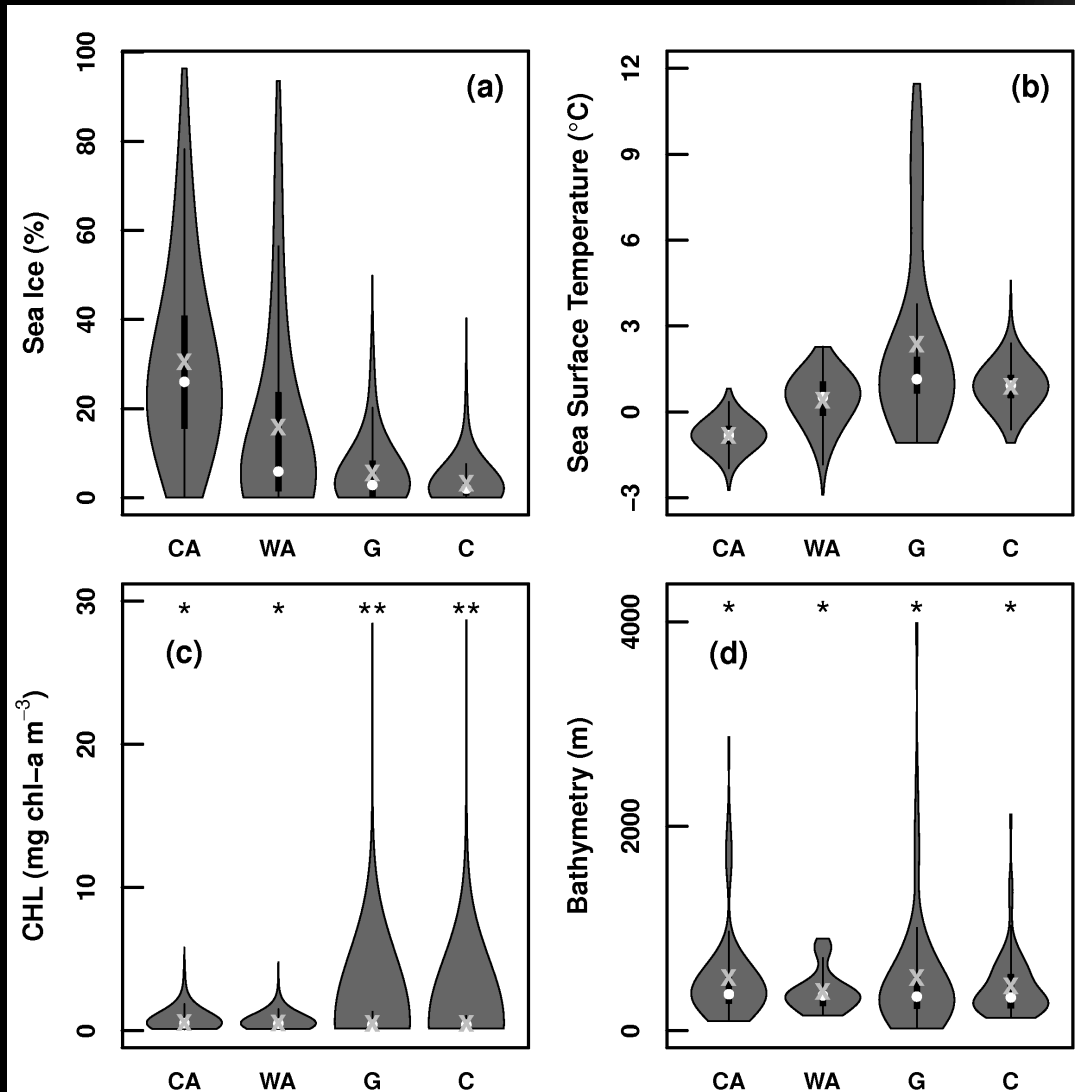 (a)
Sea Ice (%)
100
80
60
40
20
0
CA WA G C
(b)
Sea Surface Temperature (°C)
12
9
6
3
0
−3
CA WA G C
* * ** **
(c)
CHL (mg chl−a m⁻³)
30
20
10
0
CA WA G C
* * * *
(d)
Bathymetry (m)
4000
2000
0
CA WA G C